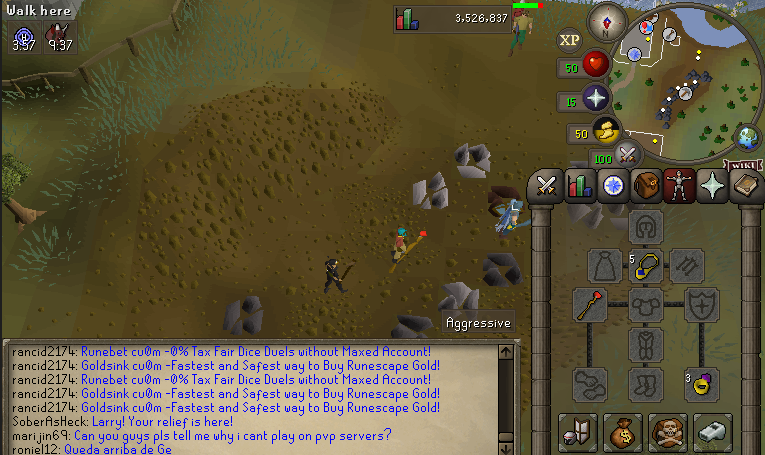 Walk here
3:57
9:37
3,526,837
XP
50
15
50
100
N
WIKI
5
3
Aggressive
rancid2174: Runebet cu0m -0% Tax Fair Dice Duels without Maxed Account!
rancid2174: Goldsink cu0m -Fastest and Safest way to Buy Runescape Gold!
rancid2174: Runebet cu0m -0% Tax Fair Dice Duels without Maxed Account!
rancid2174: Goldsink cu0m -Fastest and Safest way to Buy Runescape Gold!
rancid2174: Goldsink cu0m -Fastest and Safest way to Buy Runescape Gold!
SoberAsHeck: Larry! Your relief is here!
marijin69: Can you guys pls tell me why i cant play on pvp servers?
roniel12: Queda arriba de Ge